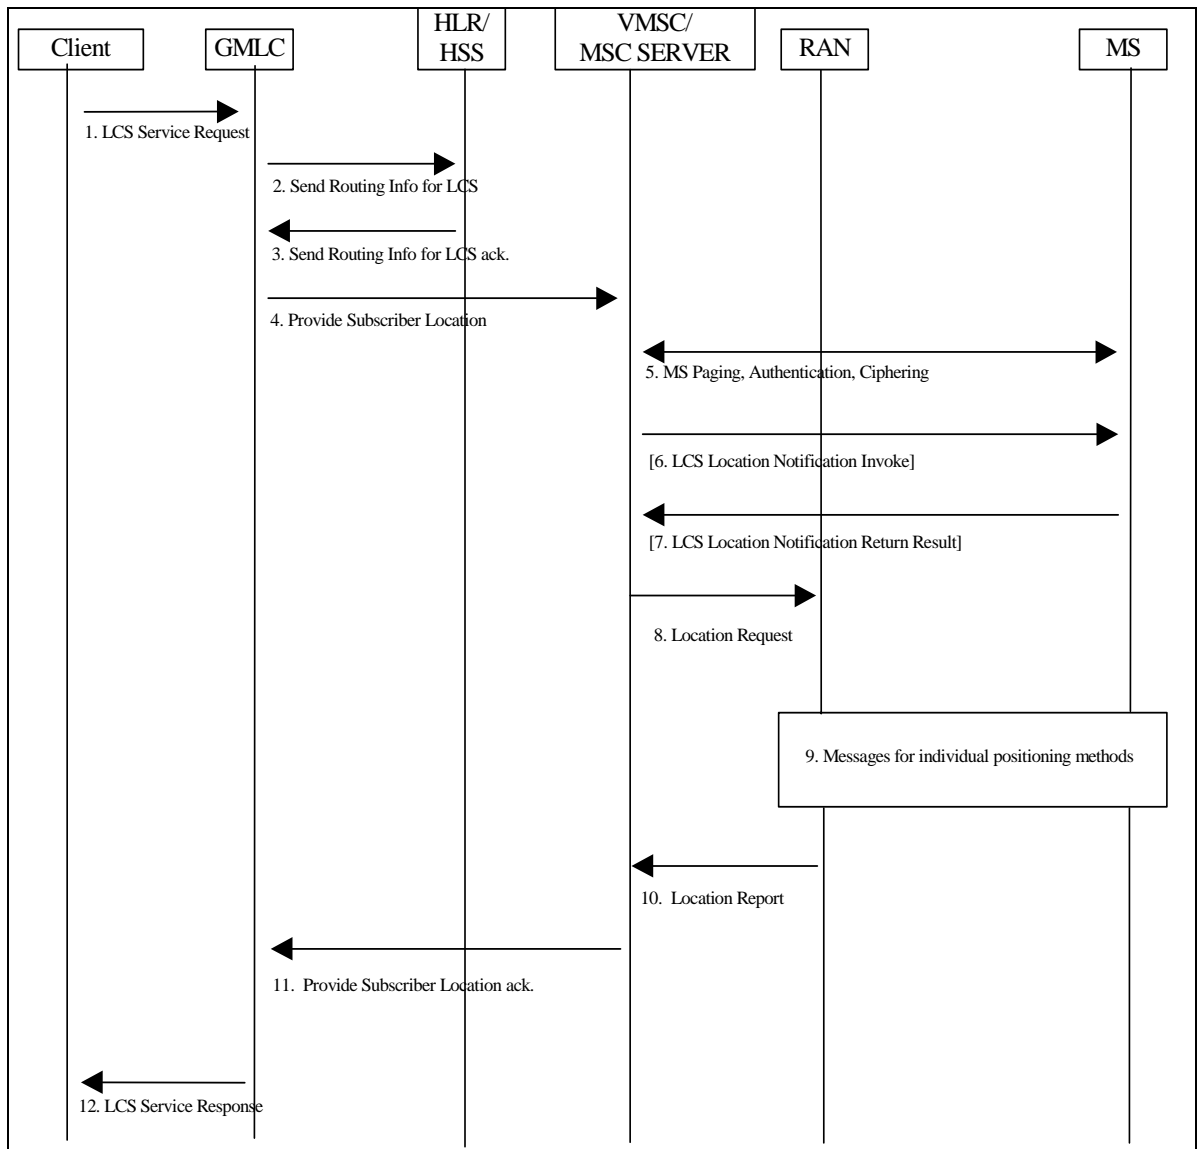 Client
GMLC
HLR/
HSS
VMSC/
MSC SERVER
RAN
MS
1. LCS Service Request
2. Send Routing Info for LCS
3. Send Routing Info for LCS ack.
4. Provide Subscriber Location
5. MS Paging, Authentication, Ciphering
[6. LCS Location Notification Invoke]
[7. LCS Location Notification Return Result]
8. Location Request
9. Messages for individual positioning methods
10. Location Report
11. Provide Subscriber Location ack.
12. LCS Service Response